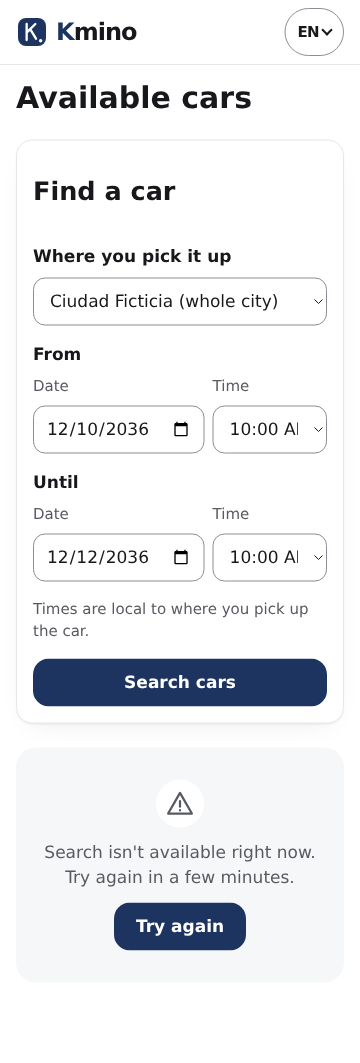 K. Kmino
EN
Available cars
Find a car
Where you pick it up
Ciudad Ficticia (whole city)
From
Date Time
12/10/2036 10:00
Until
Date Time
12/12/2036 10:00
Times are local to where you pick up
the car.
Search cars
Search isn't available right now.
Try again in a few minutes.
Try again